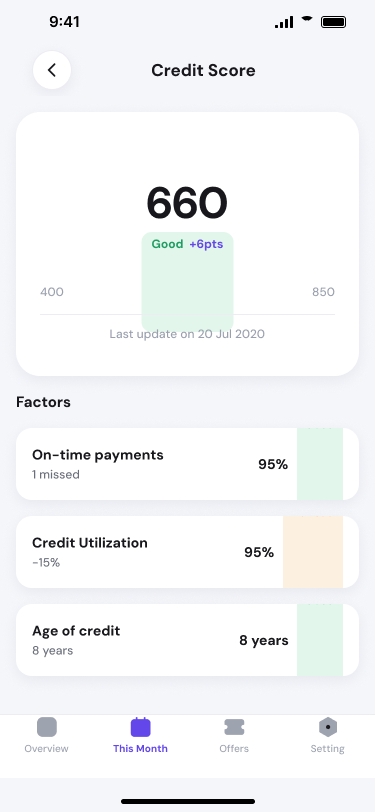 9:41
Credit Score
660
Good +6pts
400 850
Last update on 20 Jul 2020
Factors
On-time payments
95%
1 missed
Credit Utilization
95%
-15%
Age of credit
8 years
8 years
Overview This Month Offers Setting